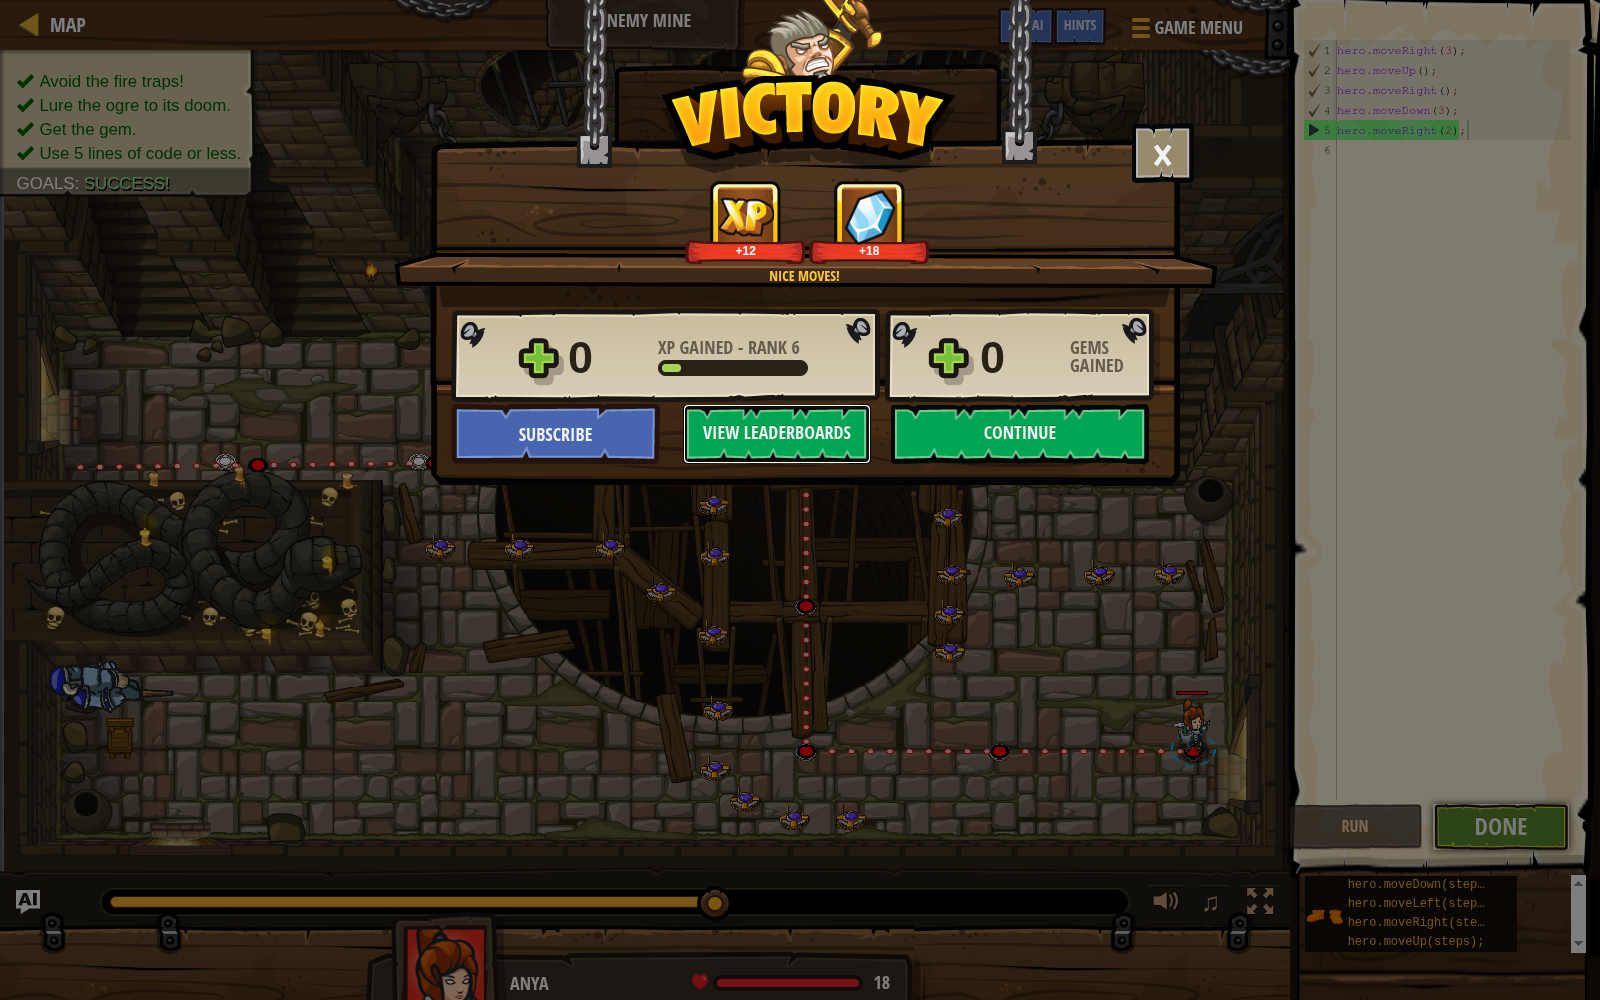 Map
NEMY MINE
AI
HINTS
GAME MENU
Avoid the fire traps!
Lure the ogre to its doom.
Get the gem.
Use 5 lines of code or less.
GOALS: SUCCESS!
VICTORY
×
XP
+12
+18
NICE MOVES!
0
XP GAINED - RANK 6
0
GEMS
GAINED
SUBSCRIBE
VIEW LEADERBOARDS
CONTINUE
1 hero.moveRight(3);
2 hero.moveUp();
3 hero.moveRight();
4 hero.moveDown(3);
5 hero.moveRight(2);
6
RUN
DONE
hero.moveDown(step…
hero.moveLeft(step…
hero.moveRight(ste…
hero.moveUp(steps);
AI
ANYA
18